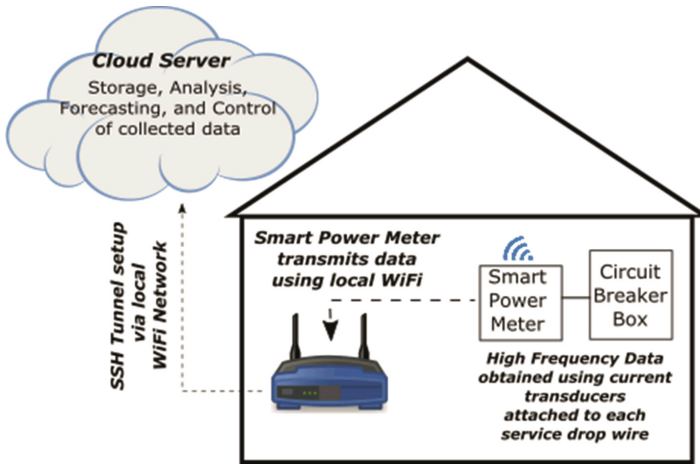 Cloud Server
Storage, Analysis,
Forecasting, and Control
of collected data
SSH Tunnel setup
via local
WiFi Network
Smart Power Meter
transmits data
using local WiFi
Smart
Power
Meter
Circuit
Breaker
Box
High Frequency Data
obtained using current
transducers
attached to each
service drop wire